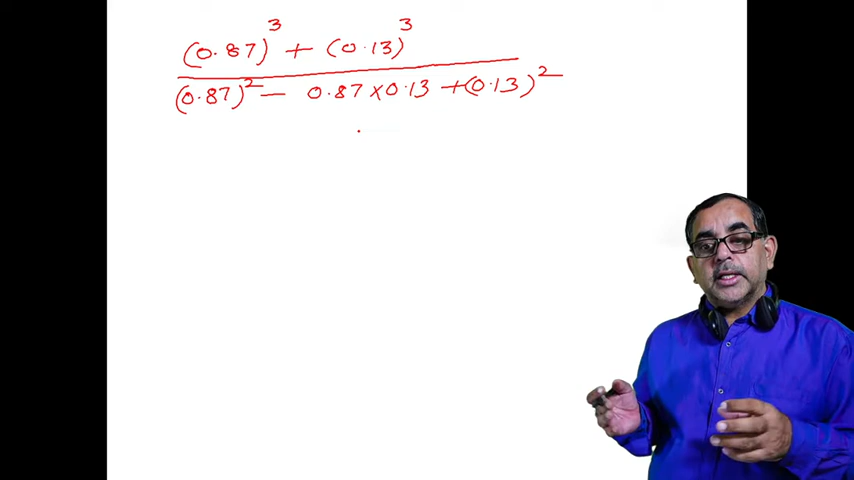 (0.87)³ + (0.13)³
(0.87)² - 0.87 × 0.13 + (0.13)²